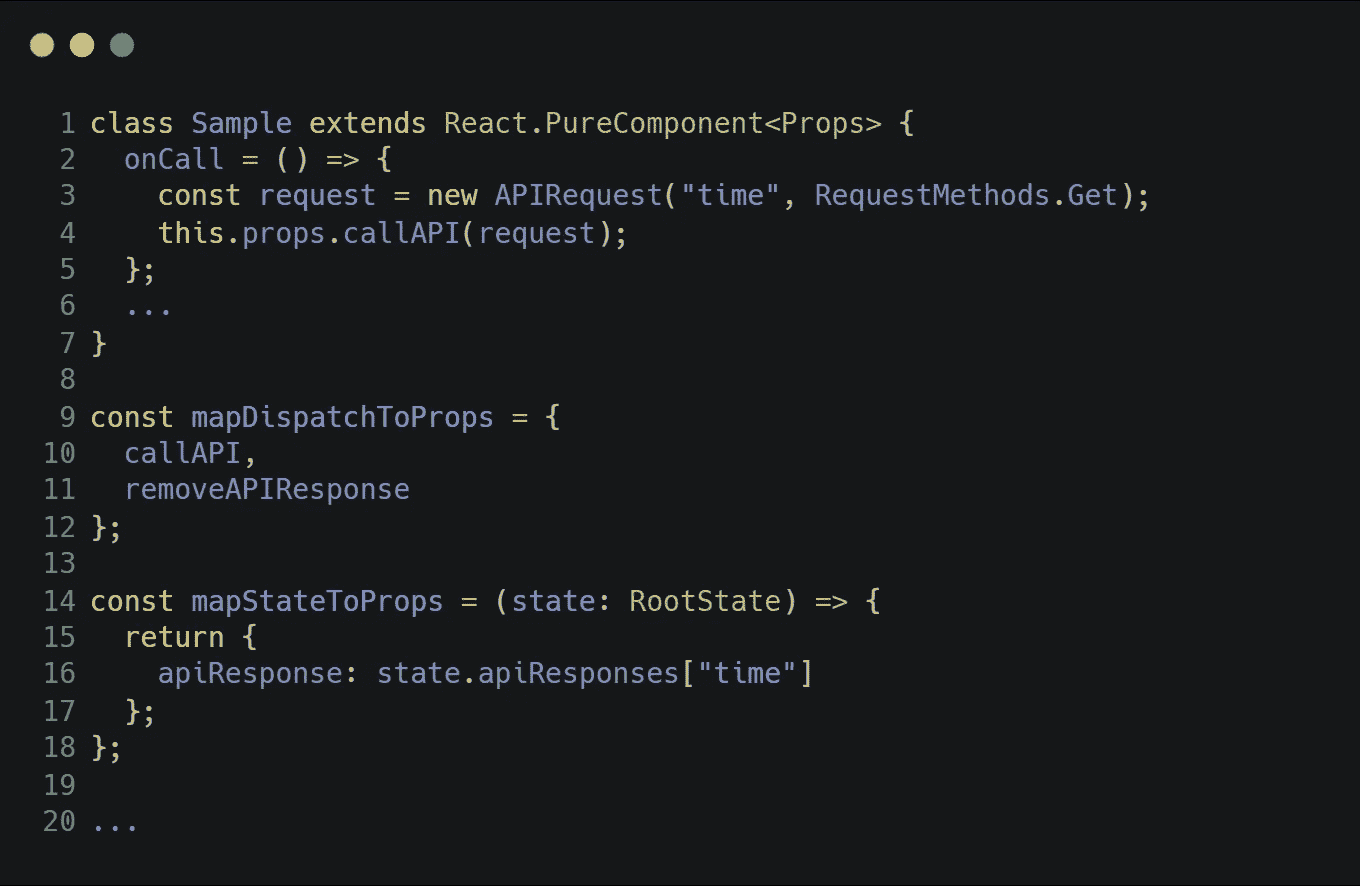 1 class Sample extends React.PureComponent<Props> {
2   onCall = () => {
3     const request = new APIRequest("time", RequestMethods.Get);
4     this.props.callAPI(request);
5   };
6   ...
7 }
8
9 const mapDispatchToProps = {
10   callAPI,
11   removeAPIResponse
12 };
13
14 const mapStateToProps = (state: RootState) => {
15   return {
16     apiResponse: state.apiResponses["time"]
17   };
18 };
19
20 ...